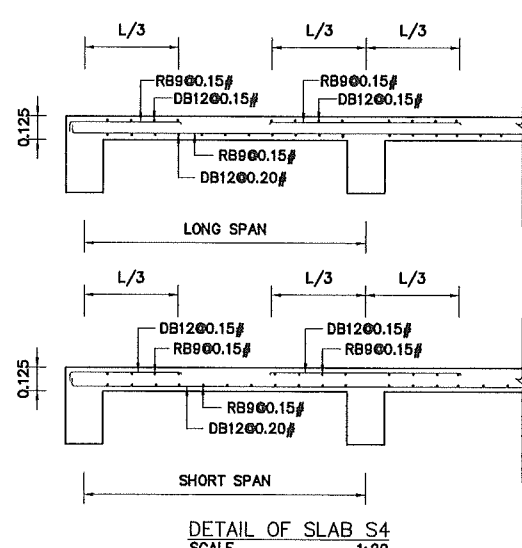 L/3 L/3 L/3
RB9@0.15# RB9@0.15#
DB12@0.15# DB12@0.15#
0.125
RB9@0.15#
DB12@0.20#
LONG SPAN
L/3 L/3 L/3
DB12@0.15# DB12@0.15#
RB9@0.15# RB9@0.15#
0.125
RB9@0.15#
DB12@0.20#
SHORT SPAN
DETAIL OF SLAB S4
SCALE